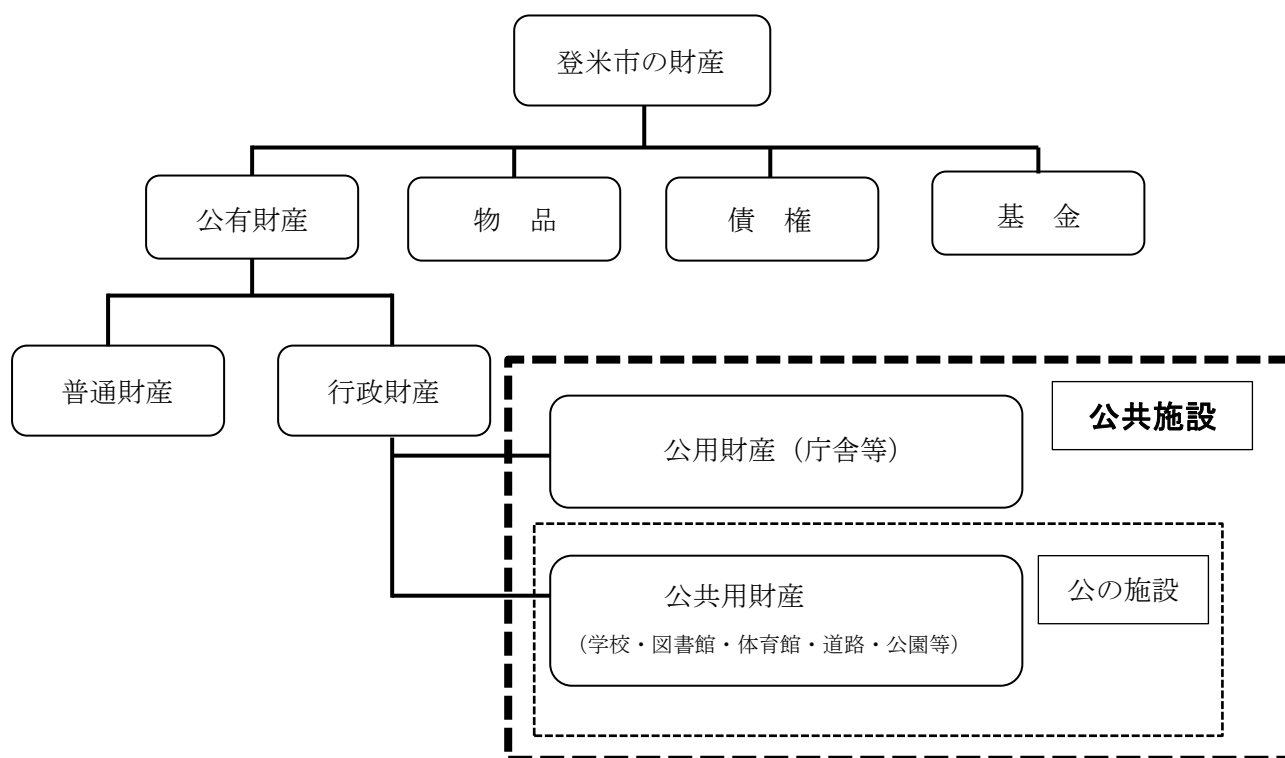 登米市の財産
公有財産
物　品
債　権
基　金
普通財産
行政財産
公共施設
公用財産（庁舎等）
公共用財産
（学校・図書館・体育館・道路・公園等）
公の施設